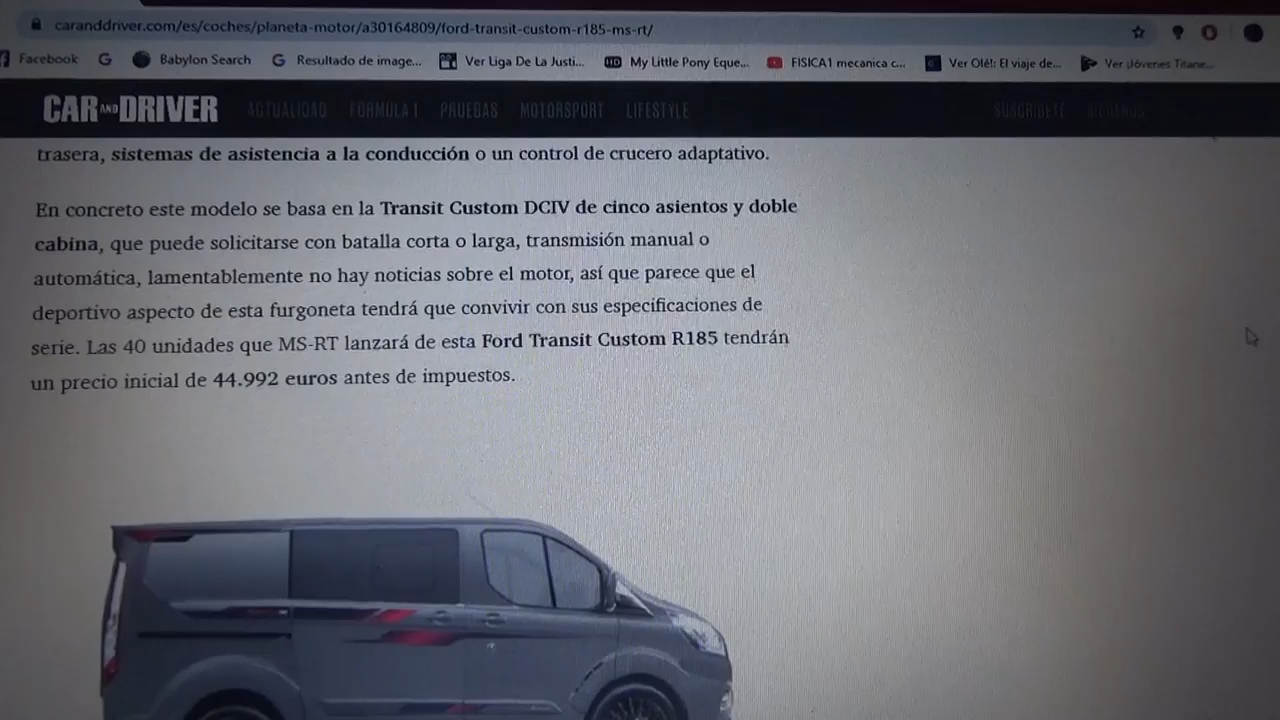 caranddriver.com/es/coches/planeta-motor/a30164809/ford-transit-custom-r185-ms-rt/
Facebook Babylon Search Resultado de image... Ver Liga De La Justi... My Little Pony Eque... FISICA1 mecanica c... Ver Olé!: El viaje de... Ver ¡Jóvenes Titane...
CAR AND DRIVER ACTUALIDAD FORMULA 1 PRUEBAS MOTORSPORT LIFESTYLE SUSCRÍBETE SÍGUENOS
trasera, sistemas de asistencia a la conducción o un control de crucero adaptativo.
En concreto este modelo se basa en la Transit Custom DCIV de cinco asientos y doble
cabina, que puede solicitarse con batalla corta o larga, transmisión manual o
automática, lamentablemente no hay noticias sobre el motor, así que parece que el
deportivo aspecto de esta furgoneta tendrá que convivir con sus especificaciones de
serie. Las 40 unidades que MS-RT lanzará de esta Ford Transit Custom R185 tendrán
un precio inicial de 44.992 euros antes de impuestos.